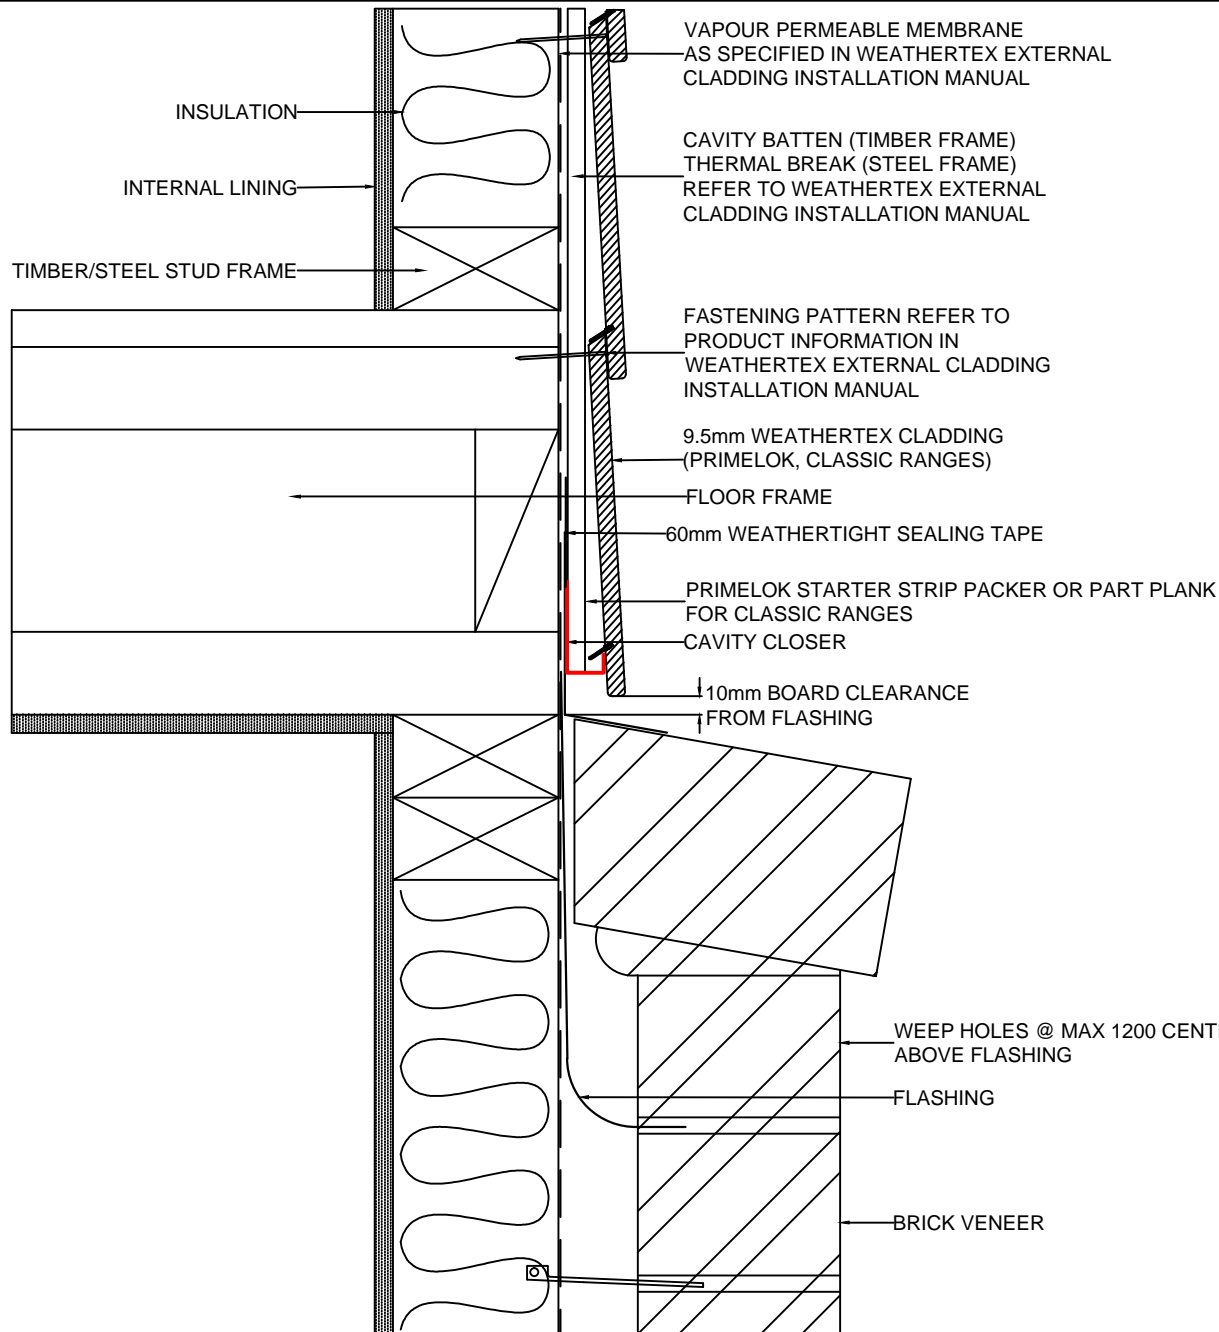 VAPOUR PERMEABLE MEMBRANE
AS SPECIFIED IN WEATHERTEX EXTERNAL
CLADDING INSTALLATION MANUAL
INSULATION
CAVITY BATTEN (TIMBER FRAME)
THERMAL BREAK (STEEL FRAME)
REFER TO WEATHERTEX EXTERNAL
CLADDING INSTALLATION MANUAL
INTERNAL LINING
TIMBER/STEEL STUD FRAME
FASTENING PATTERN REFER TO
PRODUCT INFORMATION IN
WEATHERTEX EXTERNAL CLADDING
INSTALLATION MANUAL
9.5mm WEATHERTEX CLADDING
(PRIMELOK, CLASSIC RANGES)
FLOOR FRAME
60mm WEATHERTIGHT SEALING TAPE
PRIMELOK STARTER STRIP PACKER OR PART PLANK
FOR CLASSIC RANGES
CAVITY CLOSER
10mm BOARD CLEARANCE
FROM FLASHING
WEEP HOLES @ MAX 1200
ABOVE FLASHING
FLASHING
BRICK VENEER